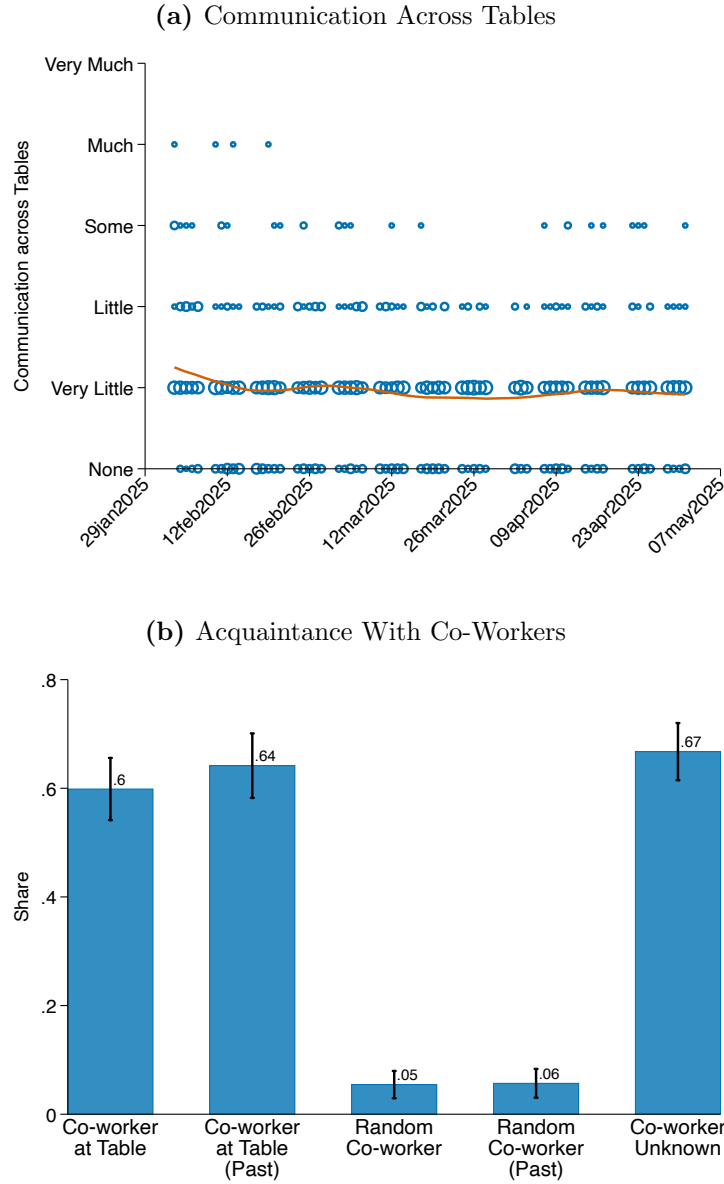 (a) Communication Across Tables
Communication across Tables
Very Much
Much
Some
Little
Very Little
None
29jan2025
12feb2025
26feb2025
12mar2025
26mar2025
09apr2025
23apr2025
07may2025
(b) Acquaintance With Co-Workers
Share
.8
.6
.4
.2
0
.6
.64
.05
.06
.67
Co-worker
at Table
Co-worker
at Table
(Past)
Random
Co-worker
Random
Co-worker
(Past)
Co-worker
Unknown